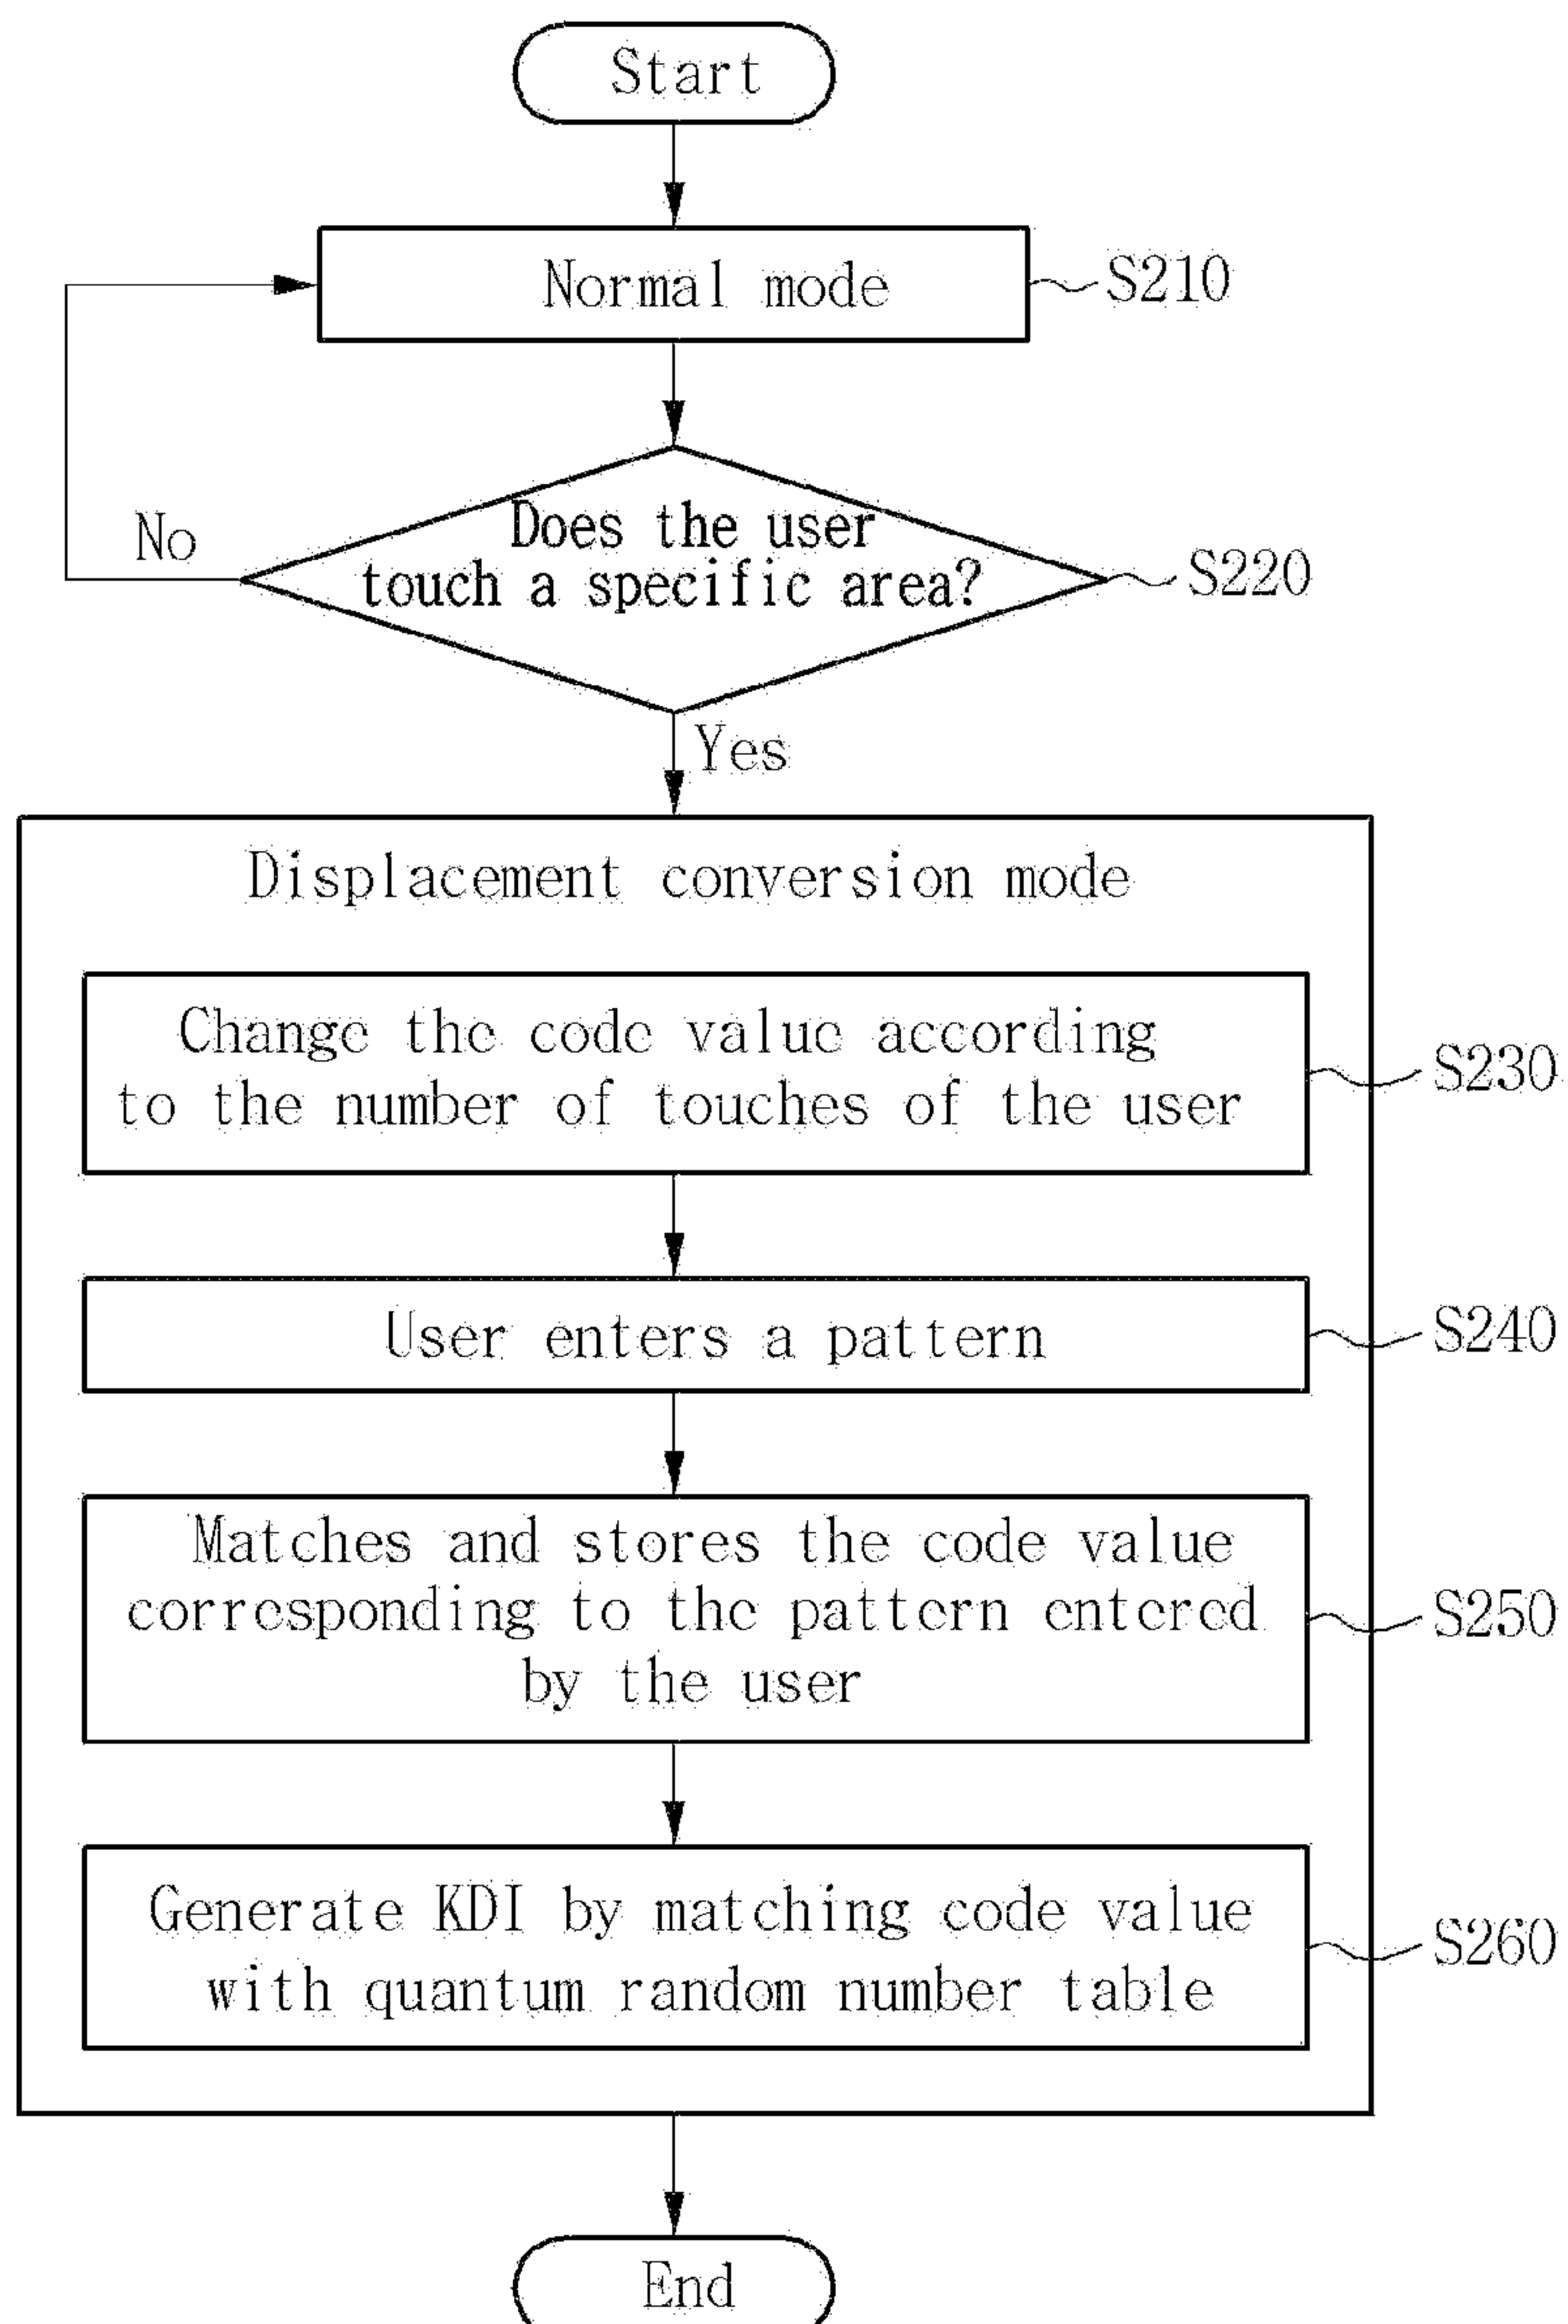 Start
Normal mode
S210
Does the user
touch a specific area?
S220
No
Yes
Displacement conversion mode
Change the code value according
to the number of touches of the user
S230
User enters a pattern
S240
Matches and stores the code value
corresponding to the pattern entered
by the user
S250
Generate KDI by matching code value
with quantum random number table
S260
End